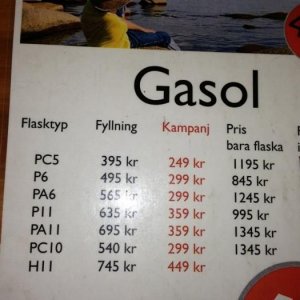 Gasol
Flasktyp Fyllning Kampanj Pris
bara flaska
PC5 395 kr 249 kr 1195 kr
P6 495 kr 299 kr 845 kr
PA6 565 kr 299 kr 1245 kr
P11 635 kr 359 kr 995 kr
PA11 695 kr 359 kr 1345 kr
PC10 540 kr 299 kr 1345 kr
H11 745 kr 449 kr